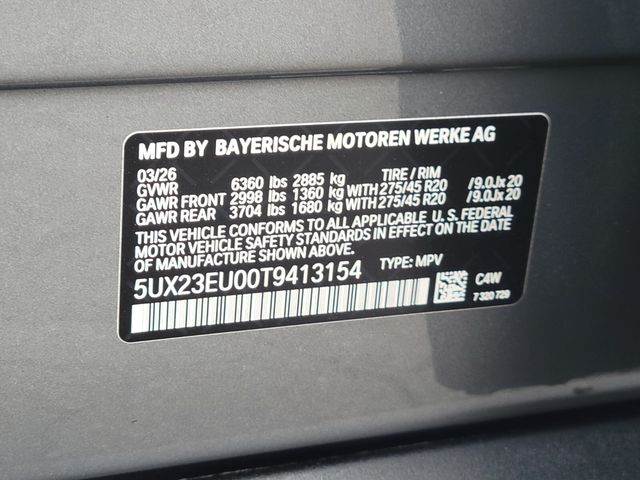 MFD BY BAYERISCHE MOTOREN WERKE AG
03/26 TIRE / RIM
GVWR 6360 lbs 2885 kg
GAWR FRONT 2998 lbs 1360 kg WITH 275/45 R20 /9.0Jx20
GAWR REAR 3704 lbs 1680 kg WITH 275/45 R20 /9.0Jx20
THIS VEHICLE CONFORMS TO ALL APPLICABLE U. S. FEDERAL
MOTOR VEHICLE SAFETY STANDARDS IN EFFECT ON THE DATE
OF MANUFACTURE SHOWN ABOVE.
5UX23EU00T9413154 TYPE: MPV
C4W
7 320 729